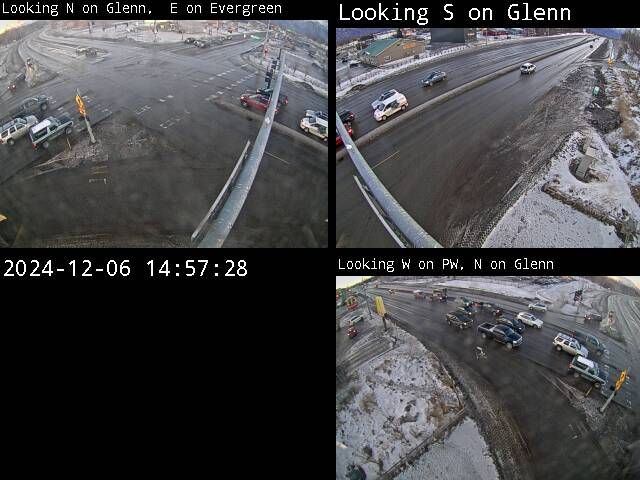 Looking N on Glenn,  E on Evergreen
Looking S on Glenn
2024-12-06 14:57:28
Looking W on PW, N on Glenn